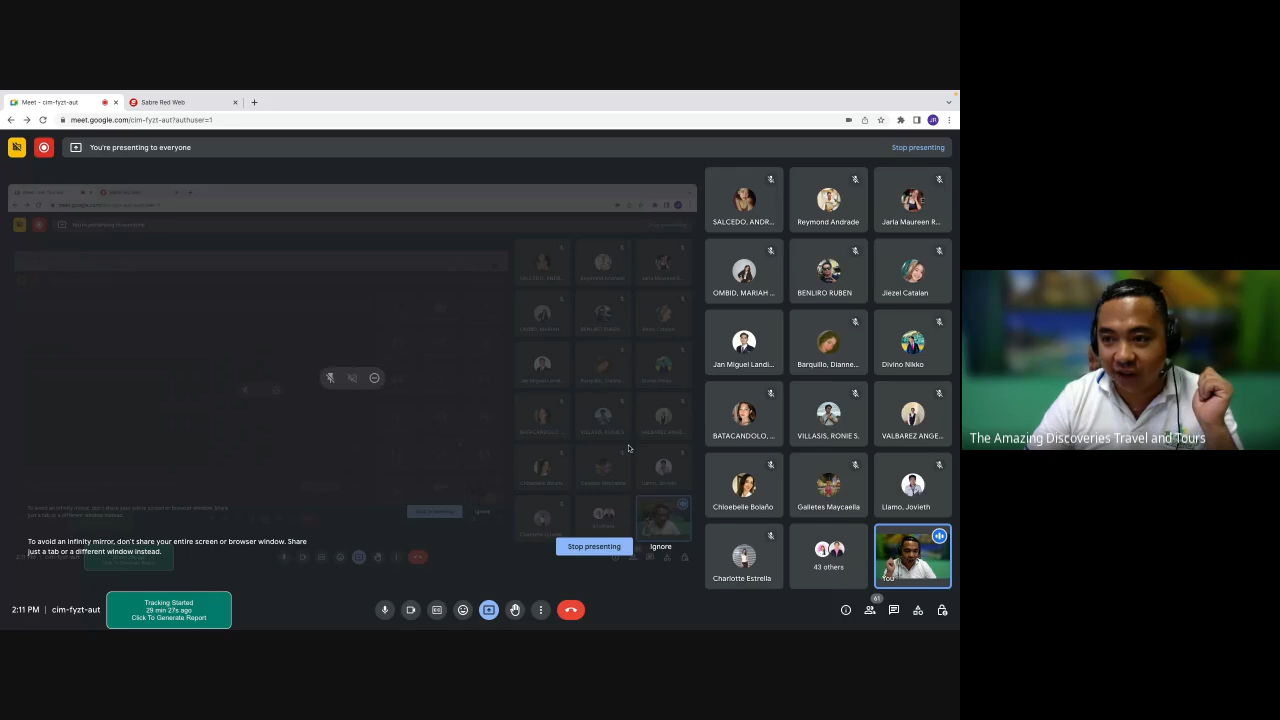 Meet - cim-fyzt-aut
Sabre Red Web
meet.google.com/cim-fyzt-aut?authuser=1
JR
You're presenting to everyone
Stop presenting
SALCEDO, ANDR...
Reymond Andrade
Jarla Maureen R...
OMBID, MARIAH ...
BENLIRO RUBEN
Jiezel Catalan
Jan Miguel Landi...
Barquillo, Dianne...
Divino Nikko
BATACANDOLO, ...
VILLASIS, RONIE S.
VALBAREZ ANGE...
Chloebelle Bolaño
Galletes Maycaella
Llamo, Jovieth
Charlotte Estrella
43 others
You
The Amazing Discoveries Travel and Tours
To avoid an infinity mirror, don't share your entire screen or browser window. Share
just a tab or a different window instead.
Stop presenting
Ignore
2:11 PM | cim-fyzt-aut
Tracking Started
29 min 27s ago
Click To Generate Report
61